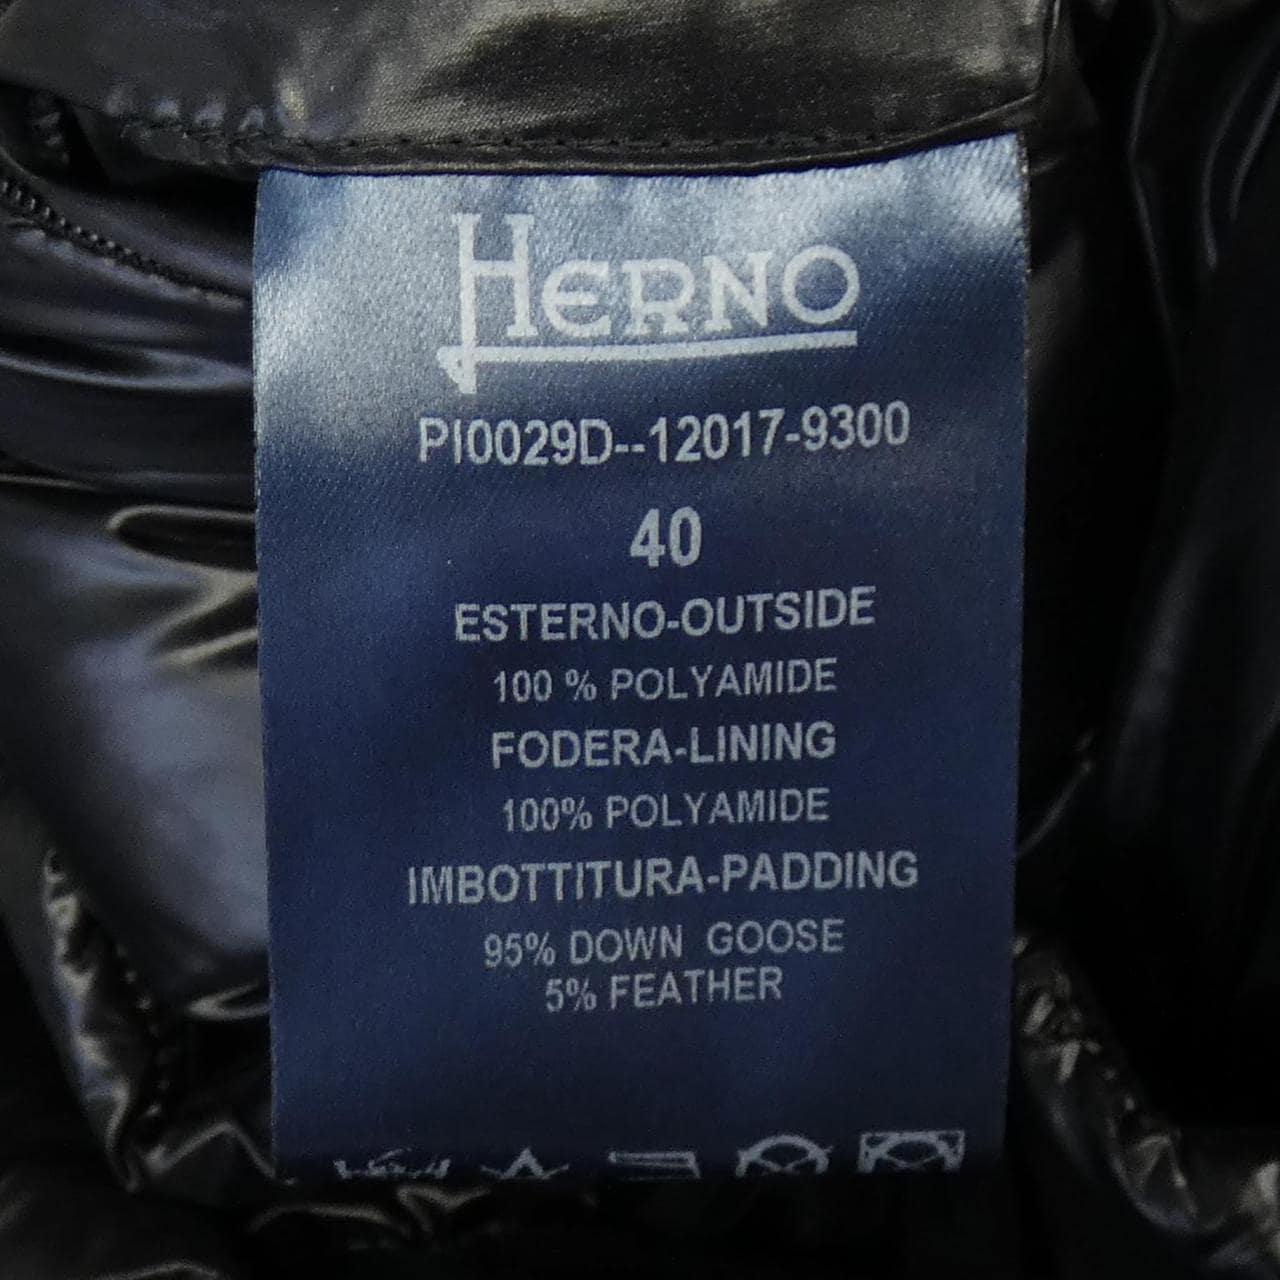 HERNO
PI0029D--12017-9300
40
ESTERNO-OUTSIDE
100 % POLYAMIDE
FODERA-LINING
100% POLYAMIDE
IMBOTTITURA-PADDING
95% DOWN GOOSE
5% FEATHER